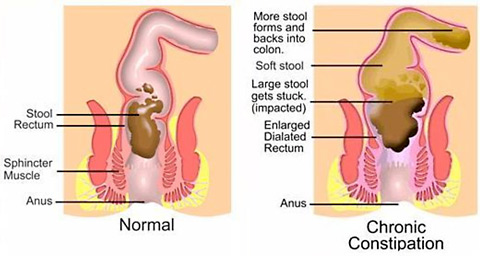 Stool
Rectum
Sphincter
Muscle
Anus
Normal
More stool
forms and
backs into
colon.
Soft stool
Large stool
gets stuck.
(impacted)
Enlarged
Dialated
Rectum
Anus
Chronic
Constipation